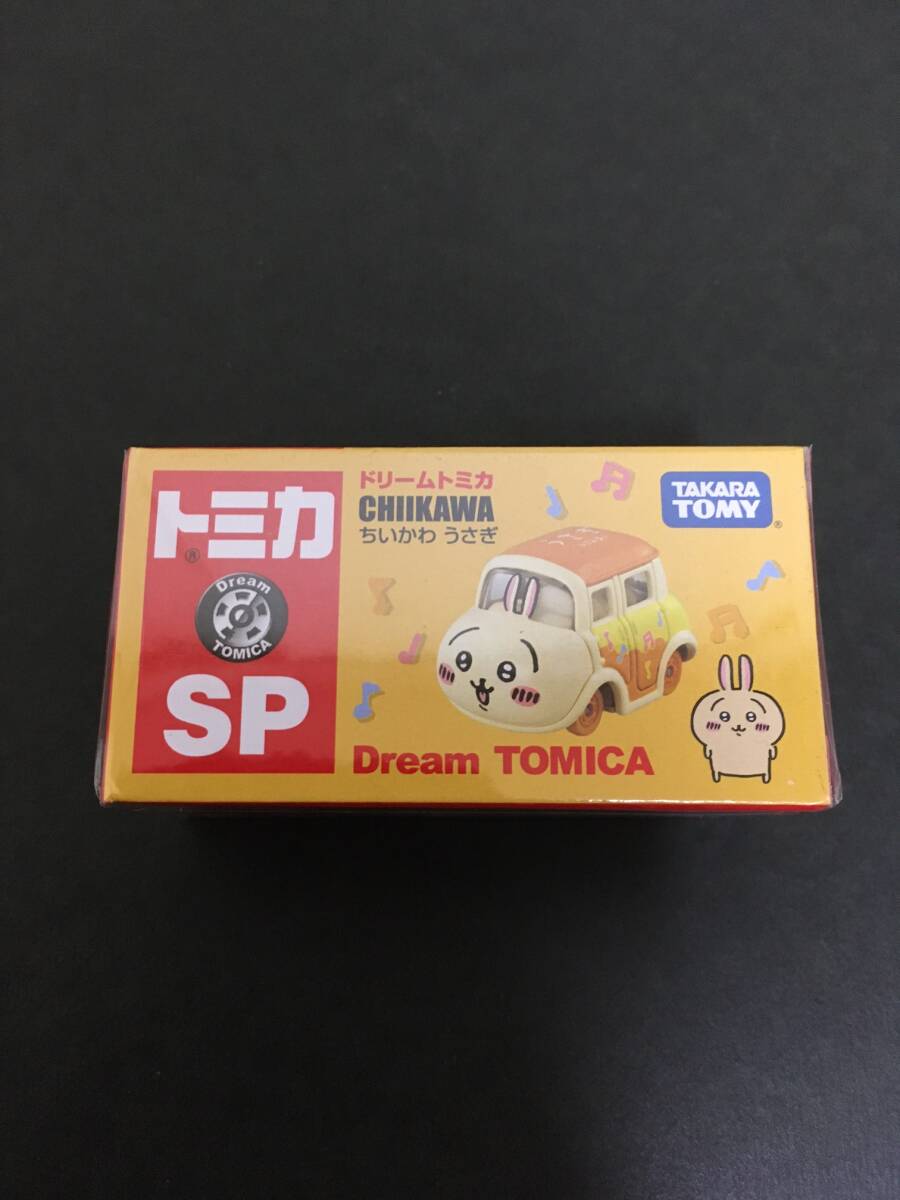 トミカ
®
Dream
TOMICA
SP
ドリームトミカ
CHIIKAWA
ちいかわ うさぎ
TAKARA
TOMY
®
Dream TOMICA